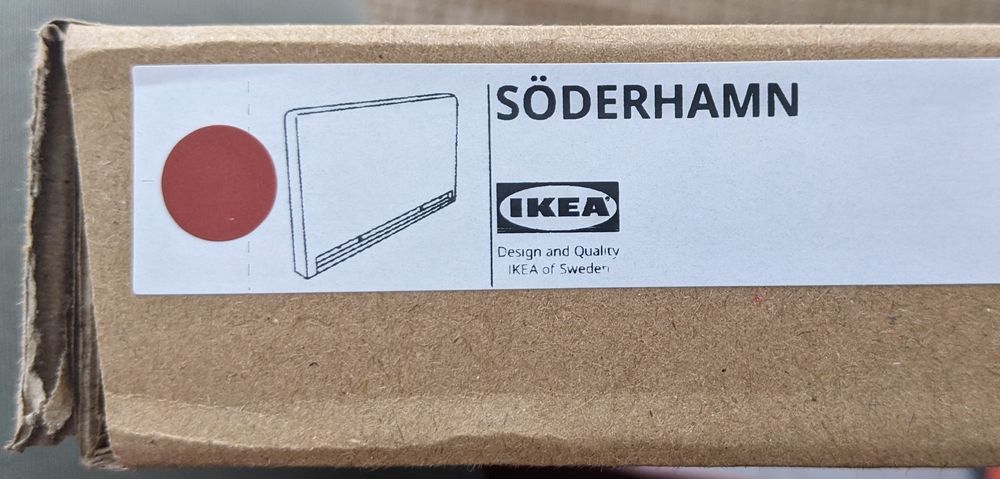 SÖDERHAMN
IKEA
Design and Quality
IKEA of Sweden